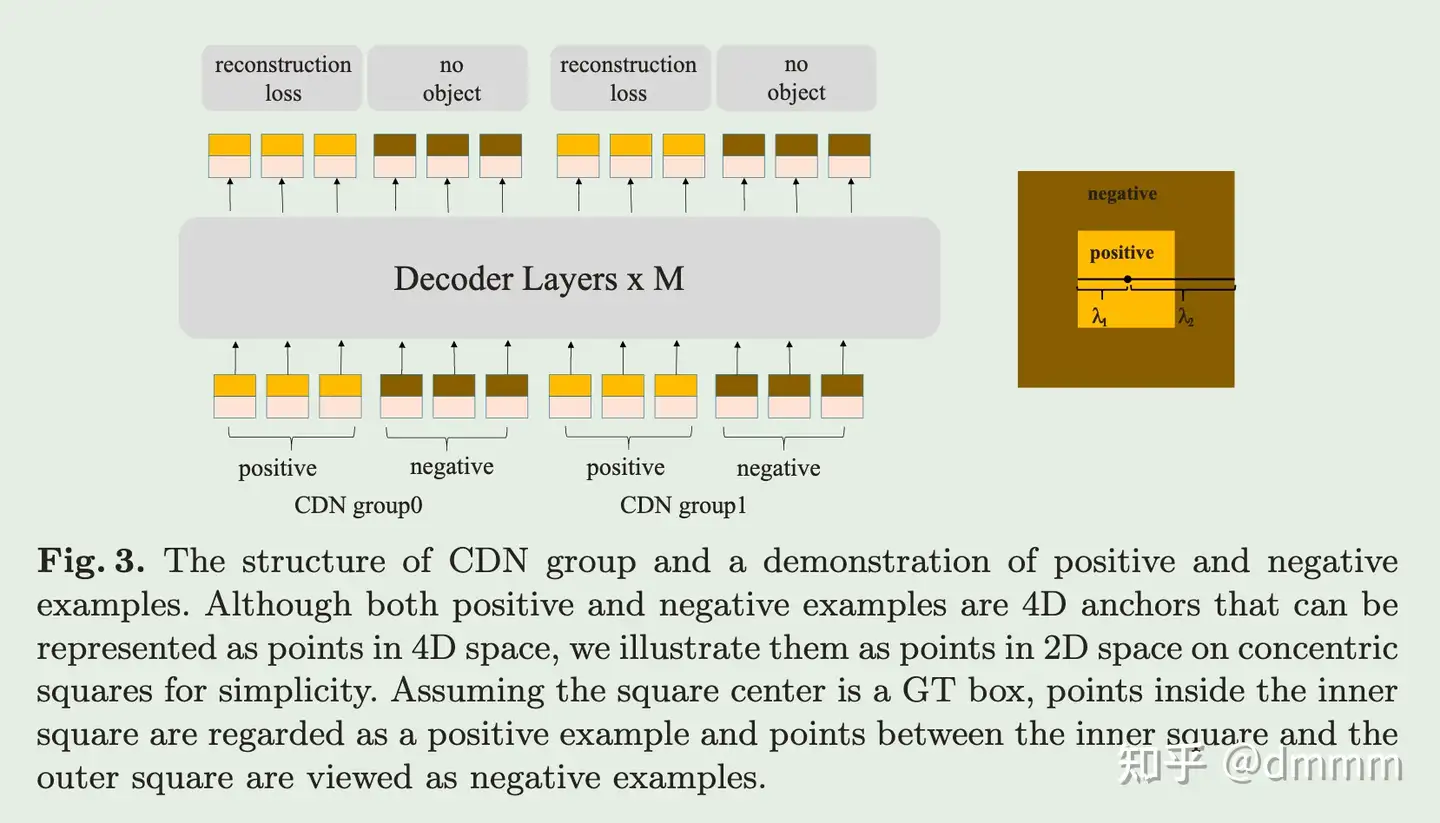 reconstruction loss
no object
reconstruction loss
no object
negative
positive
λ1
λ2
Decoder Layers x M
positive
negative
positive
negative
CDN group0
CDN group1
Fig. 3. The structure of CDN group and a demonstration of positive and negative
examples. Although both positive and negative examples are 4D anchors that can be
represented as points in 4D space, we illustrate them as points in 2D space on concentric
squares for simplicity. Assuming the square center is a GT box, points inside the inner
square are regarded as a positive example and points between the inner square and the
outer square are viewed as negative examples.
知乎 @dmmm